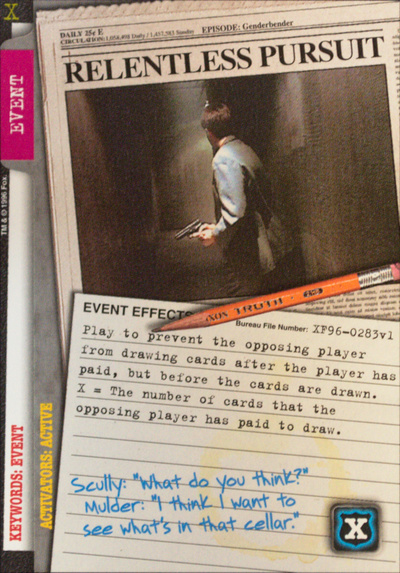 X
DAILY 25¢ E
CIRCULATION: 1,056,498 Daily / 1,457,583 Sunday
EPISODE: Genderbender
RELENTLESS PURSUIT
EVENT
TM & © 1996 Fox.
TRUTH · 63
EVENT EFFECTS
Bureau File Number: XF96-0283v1
Play to prevent the opposing player
from drawing cards after the player has
paid, but before the cards are drawn.
X = The number of cards that the
opposing player has paid to draw.
KEYWORDS: EVENT
ACTIVATORS: ACTIVE
Scully: "What do you think?"
Mulder: "I think I want to
see what's in that cellar."
X